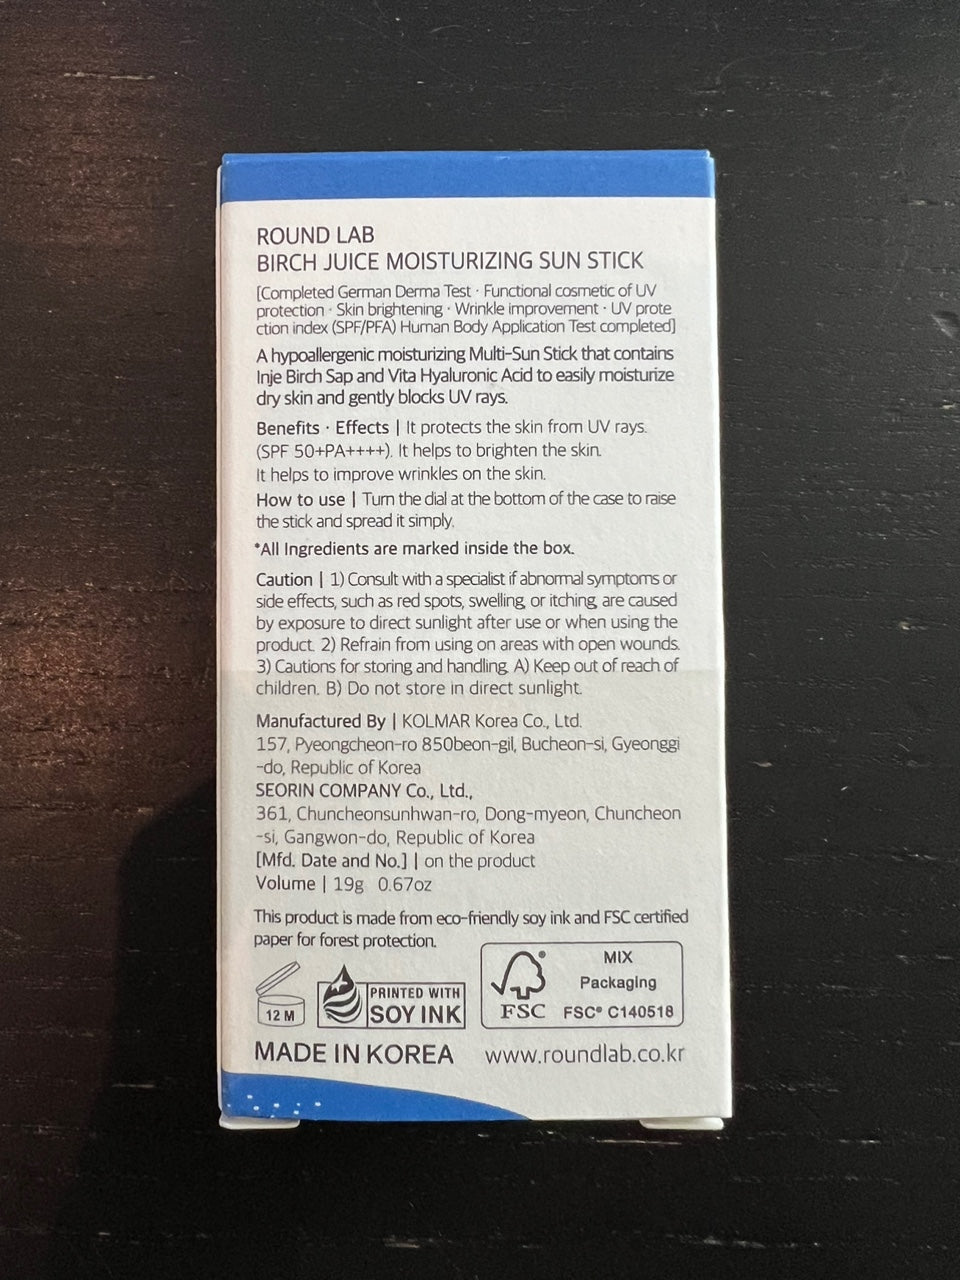 ROUND LAB
BIRCH JUICE MOISTURIZING SUN STICK
[Completed German Derma Test · Functional cosmetic of UV
protection · Skin brightening · Wrinkle improvement · UV prote
ction index (SPF/PFA) Human Body Application Test completed]
A hypoallergenic moisturizing Multi-Sun Stick that contains
Inje Birch Sap and Vita Hyaluronic Acid to easily moisturize
dry skin and gently blocks UV rays.
Benefits · Effects | It protects the skin from UV rays.
(SPF 50+PA++++). It helps to brighten the skin.
It helps to improve wrinkles on the skin.
How to use | Turn the dial at the bottom of the case to raise
the stick and spread it simply.
*All Ingredients are marked inside the box.
Caution | 1) Consult with a specialist if abnormal symptoms or
side effects, such as red spots, swelling, or itching, are caused
by exposure to direct sunlight after use or when using the
product. 2) Refrain from using on areas with open wounds.
3) Cautions for storing and handling. A) Keep out of reach of
children. B) Do not store in direct sunlight.
Manufactured By | KOLMAR Korea Co., Ltd.
157, Pyeongcheon-ro 850beon-gil, Bucheon-si, Gyeonggi
-do, Republic of Korea
SEORIN COMPANY Co., Ltd.,
361, Chuncheonsunhwan-ro, Dong-myeon, Chuncheon
-si, Gangwon-do, Republic of Korea
[Mfd. Date and No.] | on the product
Volume | 19g 0.67oz
This product is made from eco-friendly soy ink and FSC certified
paper for forest protection.
12 M
PRINTED WITH
SOY INK
FSC
MIX
Packaging
FSC® C140518
MADE IN KOREA www.roundlab.co.kr